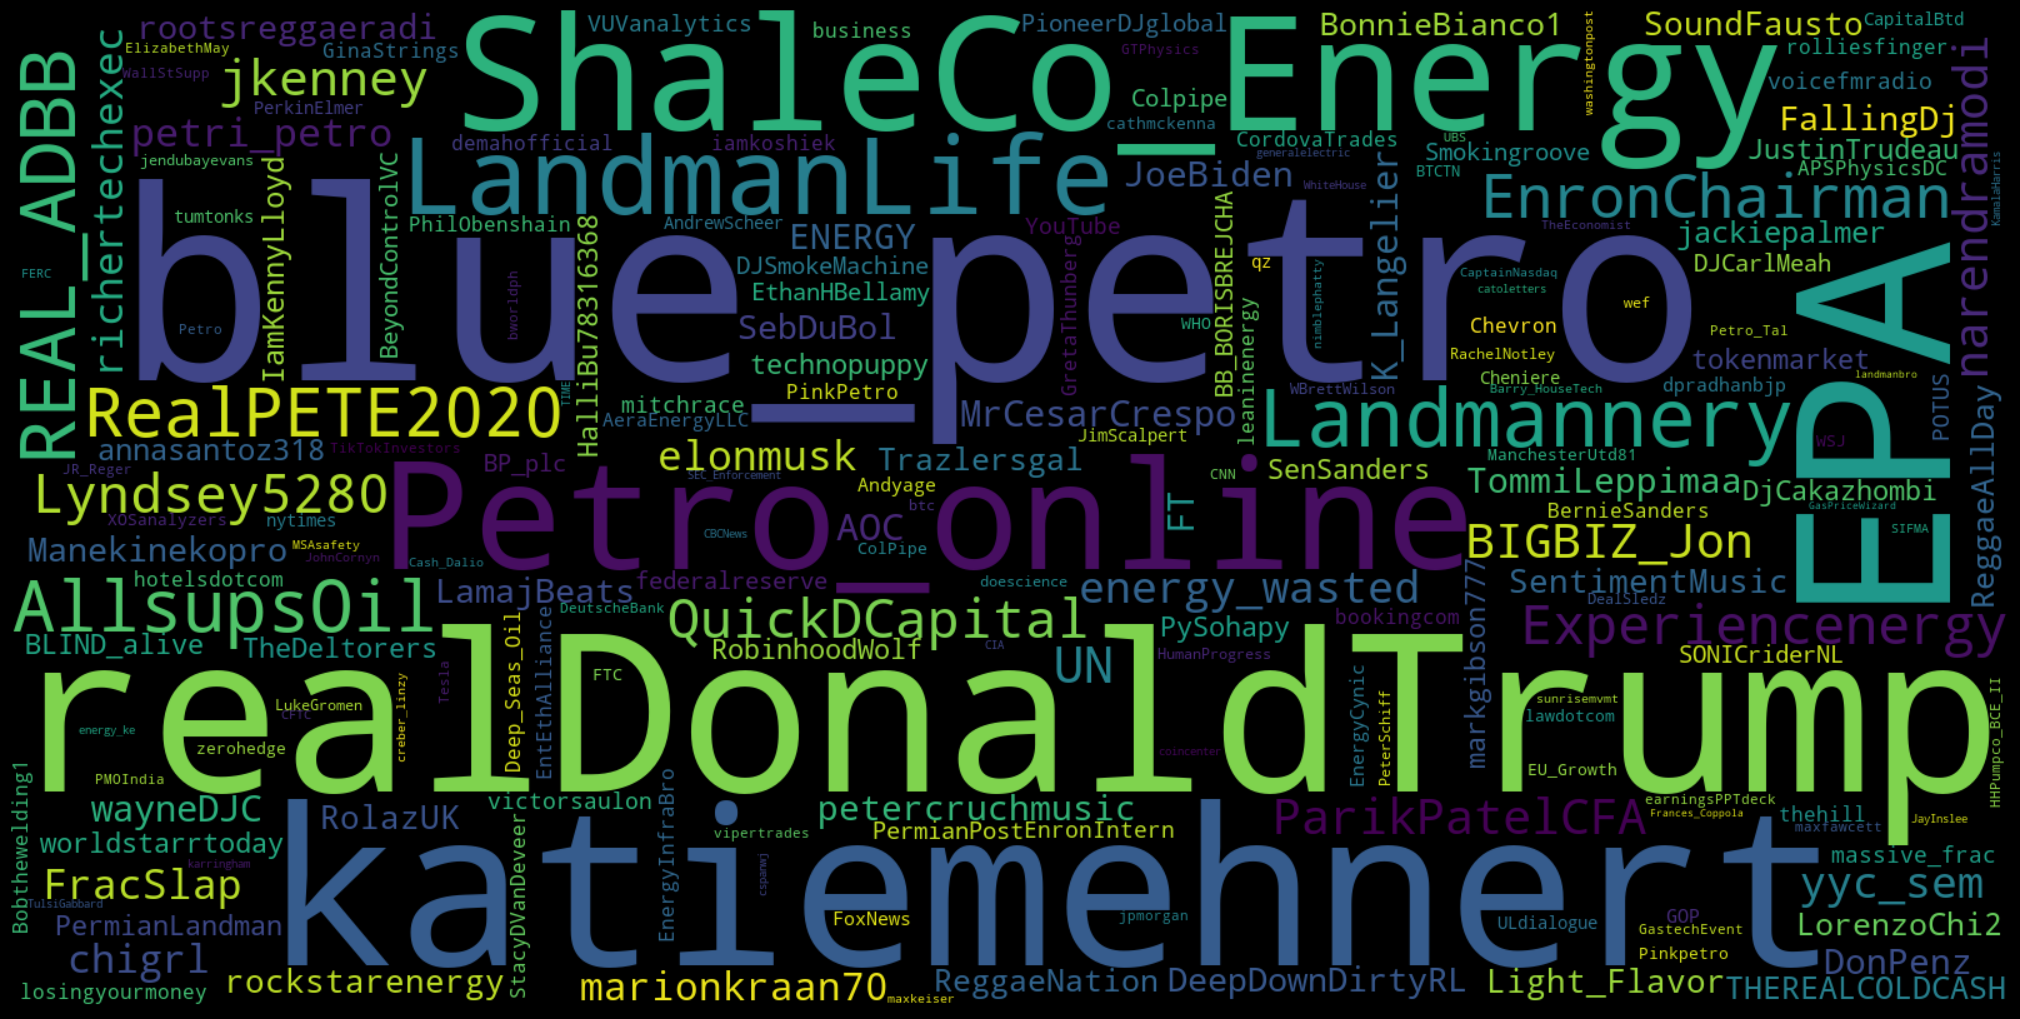 rootsreggaeradi
VUVanalytics
business
PioneerDJglobal
BonnieBianco1
washingtonpost
SoundFausto
CapitalBtd
ElizabethMay
GinaStrings
ShaleCo_Energy
GTPhysics
rolliesfinger
WallStSupp
jkenney
REAL_ADBB
richertechexec
PerkinElmer
Colpipe
voicefmradio
narendramodi
petri_petro
demahofficial
iamkoshiek
cathmckenna
CordovaTrades
UBS
FallingDj
jendubayevans
LandmanLife
generalelectric
Smokingroove
JustinTrudeau
IamKennyLloyd
BeyondControlVC
JoeBiden
WhiteHouse
K_Langelier
BTCTN
APSPhysicsDC
KamalaHarris
tumtonks
PhilObenshain
AndrewScheer
YouTube
BB_BORISBREJCHA
EnronChairman
TheEconomist
HalliBu78316368
ENERGY
GretaThunberg
jackiepalmer
FERC
blue_petro
bworldph
DJSmokeMachine
qz
nimblephatty
CaptainNasdaq
DJCarlMeah
EPA
EthanHBellamy
catoletters
wef
Petro
SebDuBol
WHO
leaninenergy
Chevron
Petro_Tal
technopuppy
RachelNotley
tokenmarket
TIME
PinkPetro
WBrettWilson
Cheniere
Barry_HouseTech
dpradhanbjp
landmanbro
POTUS
ReggaeAllDay
RealPETE2020
mitchrace
AeraEnergyLLC
MrCesarCrespo
Landmannery
annasantoz318
TikTokInvestors
JimScalpert
WSJ
JR_Reger
BP_plc
elonmusk
Trazlersgal
CNN
SenSanders
ManchesterUtd81
Lyndsey5280
SEC_Enforcement
Andyage
TommiLeppimaa
DjCakazhombi
XOSanalyzers
nytimes
Petro_online
btc
FT
BernieSanders
GasPriceWizard
AOC
CBCNews
SIFMA
Manekinekopro
MSAsafety
JohnCornyn
Cash_Dalio
ColPipe
BIGBIZ_Jon
hotelsdotcom
LamajBeats
federalreserve
doescience
energy_wasted
markgibson777
SentimentMusic
AllsupsOil
EntEthAlliance
DeutscheBank
QuickDCapital
PySohapy
bookingcom
DealSledz
Experiencenergy
BLIND_alive
TheDeltorers
Deep_Seas_Oil
RobinhoodWolf
CIA
UN
HumanProgress
SONICriderNL
Tesla
creber_linzy
FTC
EnergyCynic
PeterSchiff
sunrisemvmt
HHPumpco_BCE_II
realDonaldTrump
LukeGromen
CFTC
lawdotcom
energy_ke
zerohedge
coincenter
PMOIndia
EU_Growth
Bobthewelding1
wayneDJC
RolazUK
victorsaulon
EnergyInfraBro
petercruchmusic
ParikPatelCFA
earningsPPTdeck
Frances_Coppola
thehill
JayInslee
vipertrades
PermianPost
EnronIntern
maxfawcett
worldstarrtoday
karringham
StacyDVanDeveer
massive_frac
FracSlap
katiemehnert
csparwj
yyc_sem
TulsiGabbard
PermianLandman
FoxNews
jpmorgan
ULdialogue
GOP
GastechEvent
LorenzoChi2
chigrl
Pinkpetro
DonPenz
losingyourmoney
rockstarenergy
marionkraan70
maxkeiser
ReggaeNation
DeepDownDirtyRL
Light_Flavor
THEREALCOLDCASH